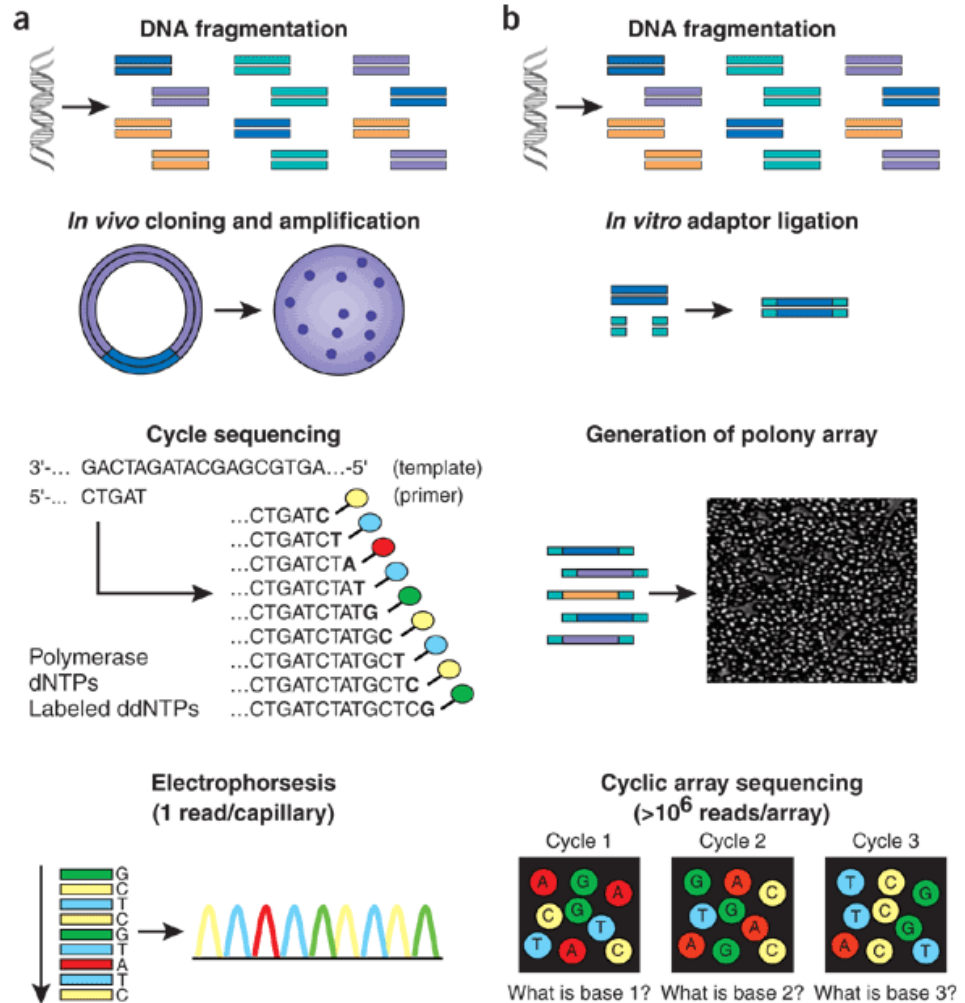 a
DNA fragmentation
In vivo cloning and amplification
Cycle sequencing
3'-... GACTAGATACGAGCGTGA...-5' (template)
5'-... CTGAT (primer)
...CTGATC
...CTGATCT
...CTGATCTA
...CTGATCTAT
...CTGATCTATG
...CTGATCTATGC
...CTGATCTATGCT
...CTGATCTATGCTC
...CTGATCTATGCTCG
Polymerase
dNTPs
Labeled ddNTPs
Electrophorsesis
(1 read/capillary)
G
C
T
C
G
T
A
T
C
b
DNA fragmentation
In vitro adaptor ligation
Generation of polony array
Cyclic array sequencing
(>10⁶ reads/array)
Cycle 1
A G A
C G T
T A C
What is base 1?
Cycle 2
G A C
T G A
A G C
What is base 2?
Cycle 3
T C G
T C G
A C T
What is base 3?